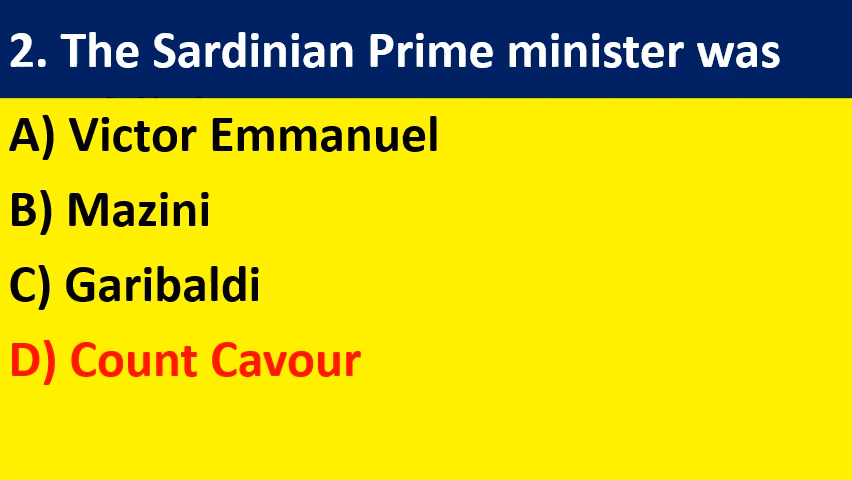 2. The Sardinian Prime minister was
A) Victor Emmanuel
B) Mazini
C) Garibaldi
D) Count Cavour